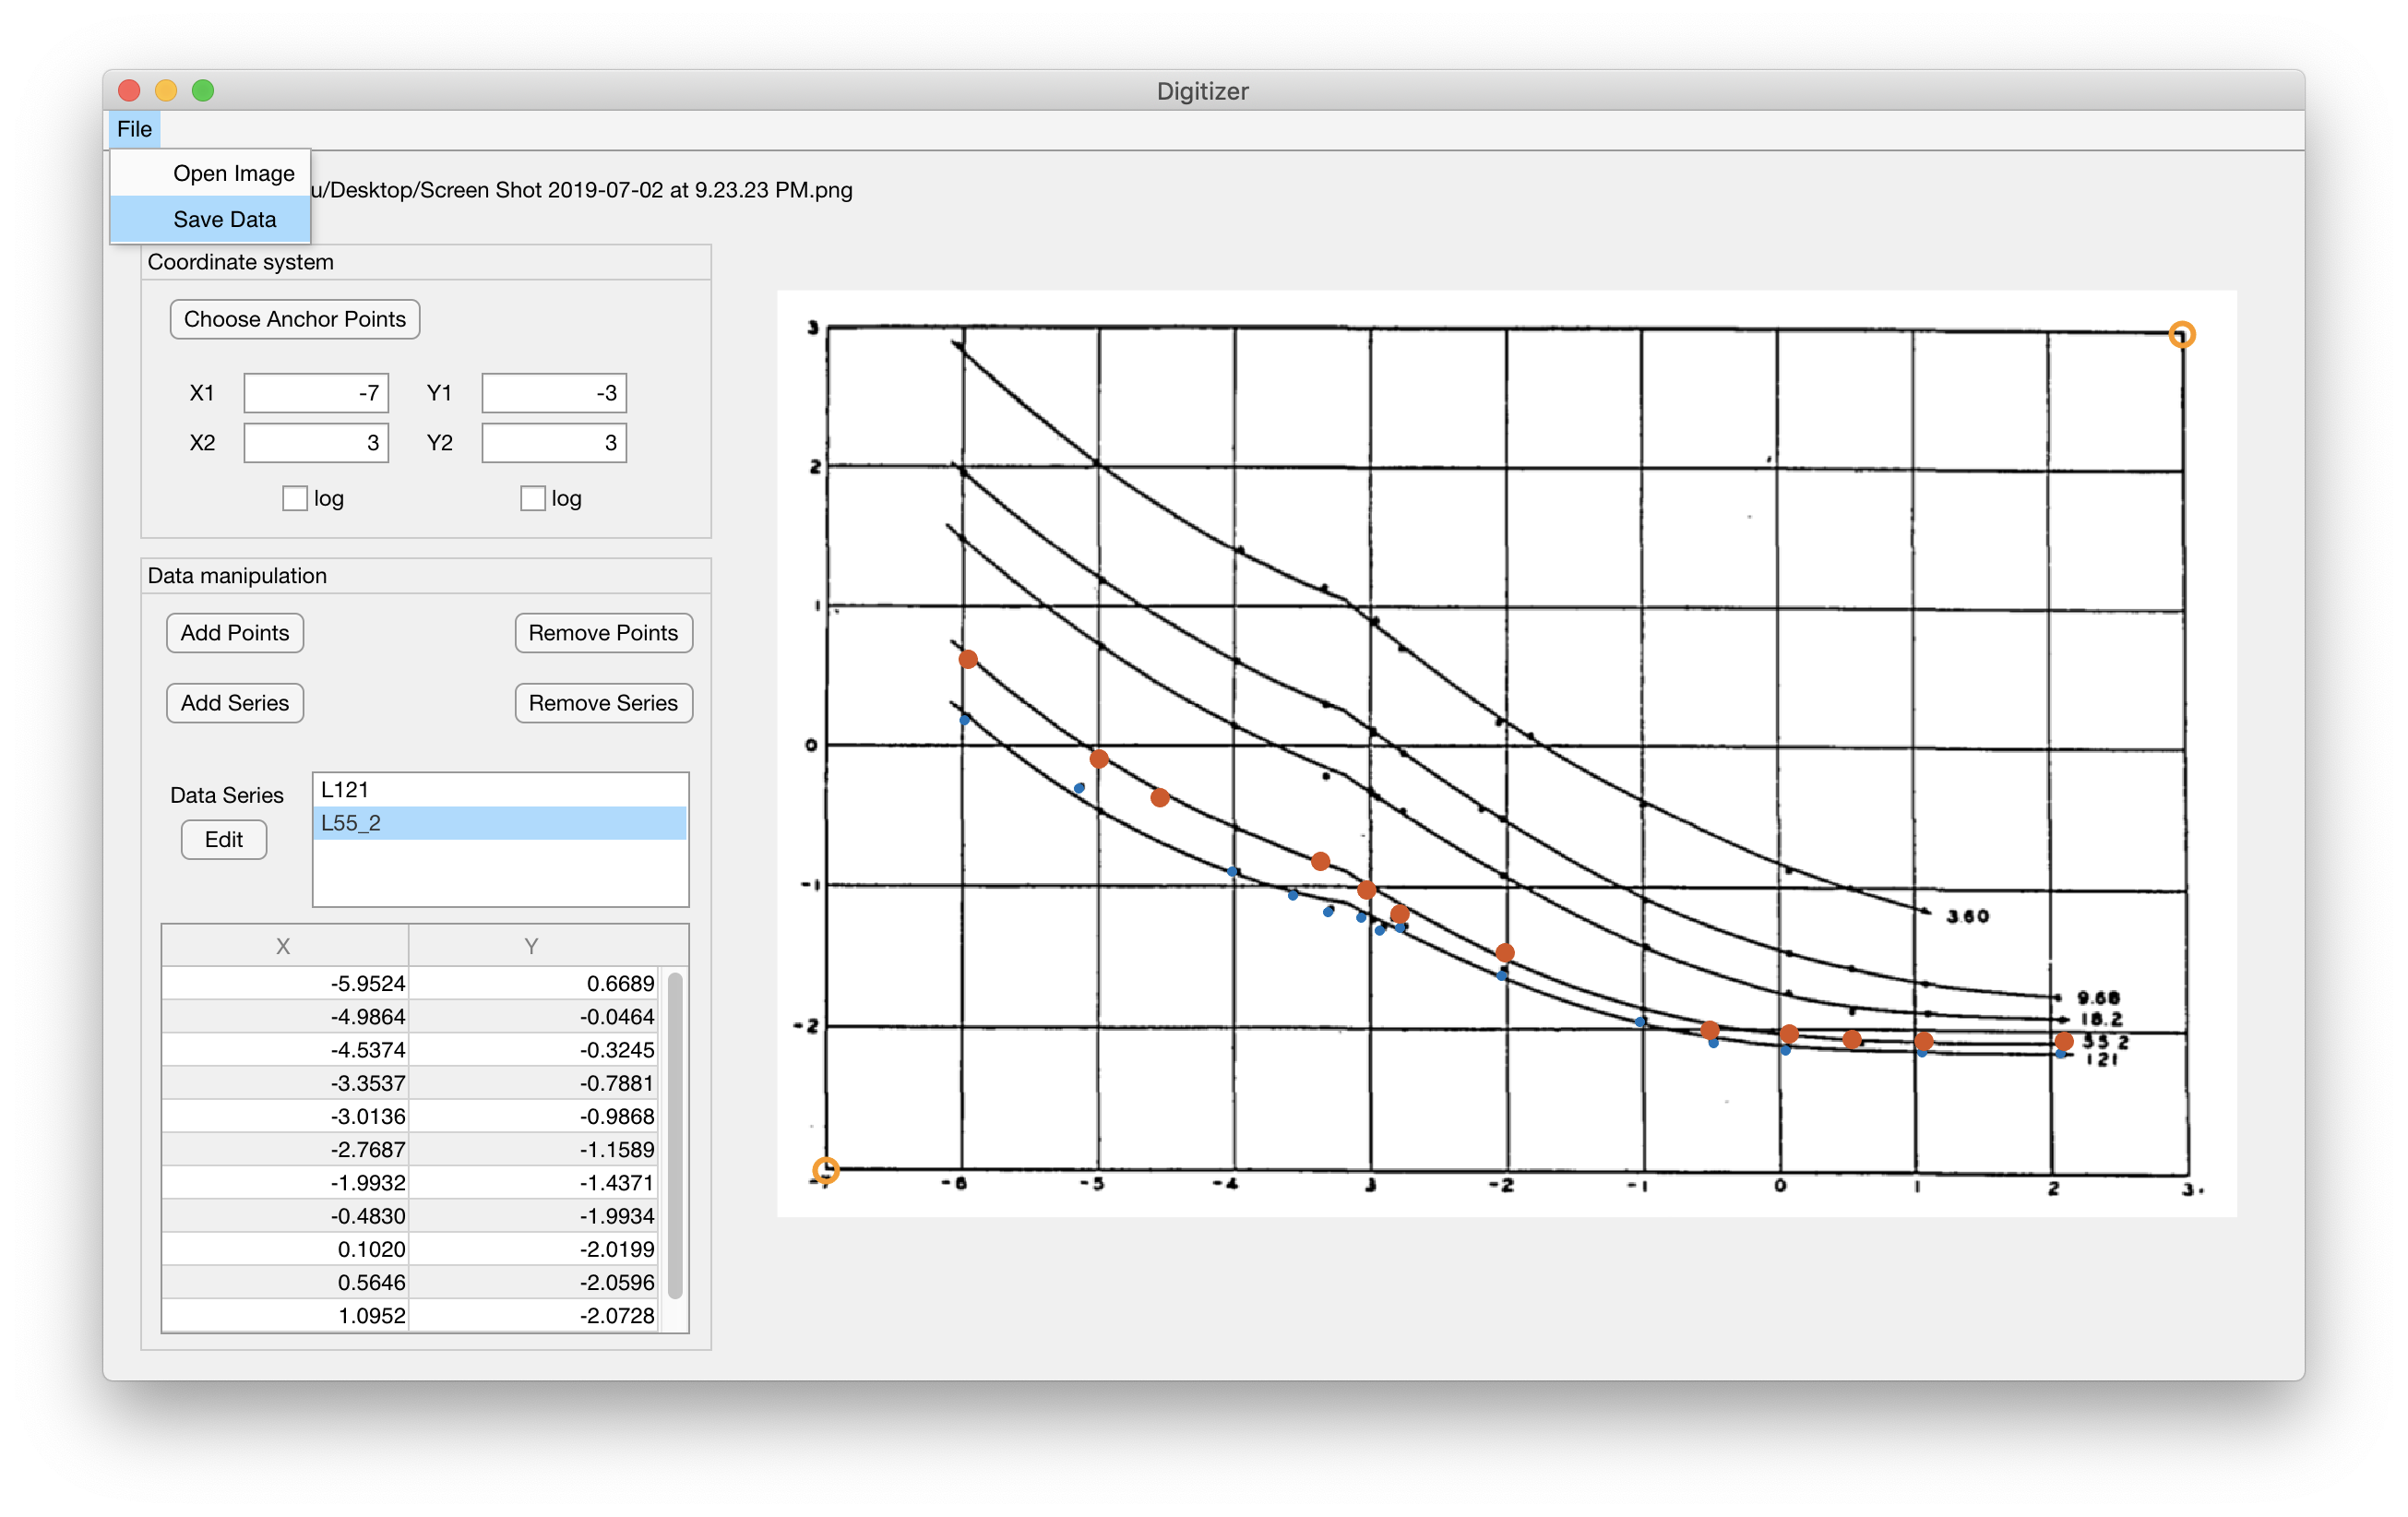 Digitizer
File
Open Image
Save Data
u/Desktop/Screen Shot 2019-07-02 at 9.23.23 PM.png
Coordinate system
Choose Anchor Points
X1 -7 Y1 -3
X2 3 Y2 3
log log
Data manipulation
Add Points Remove Points
Add Series Remove Series
Data Series
Edit
L121
L55_2
X Y
-5.9524 0.6689
-4.9864 -0.0464
-4.5374 -0.3245
-3.3537 -0.7881
-3.0136 -0.9868
-2.7687 -1.1589
-1.9932 -1.4371
-0.4830 -1.9934
0.1020 -2.0199
0.5646 -2.0596
1.0952 -2.0728
3
2
1
0
-1
-2
3.60
9.68
18.2
55.2
121
-6 -5 -4 3 -2 -1 0 1 2 3.